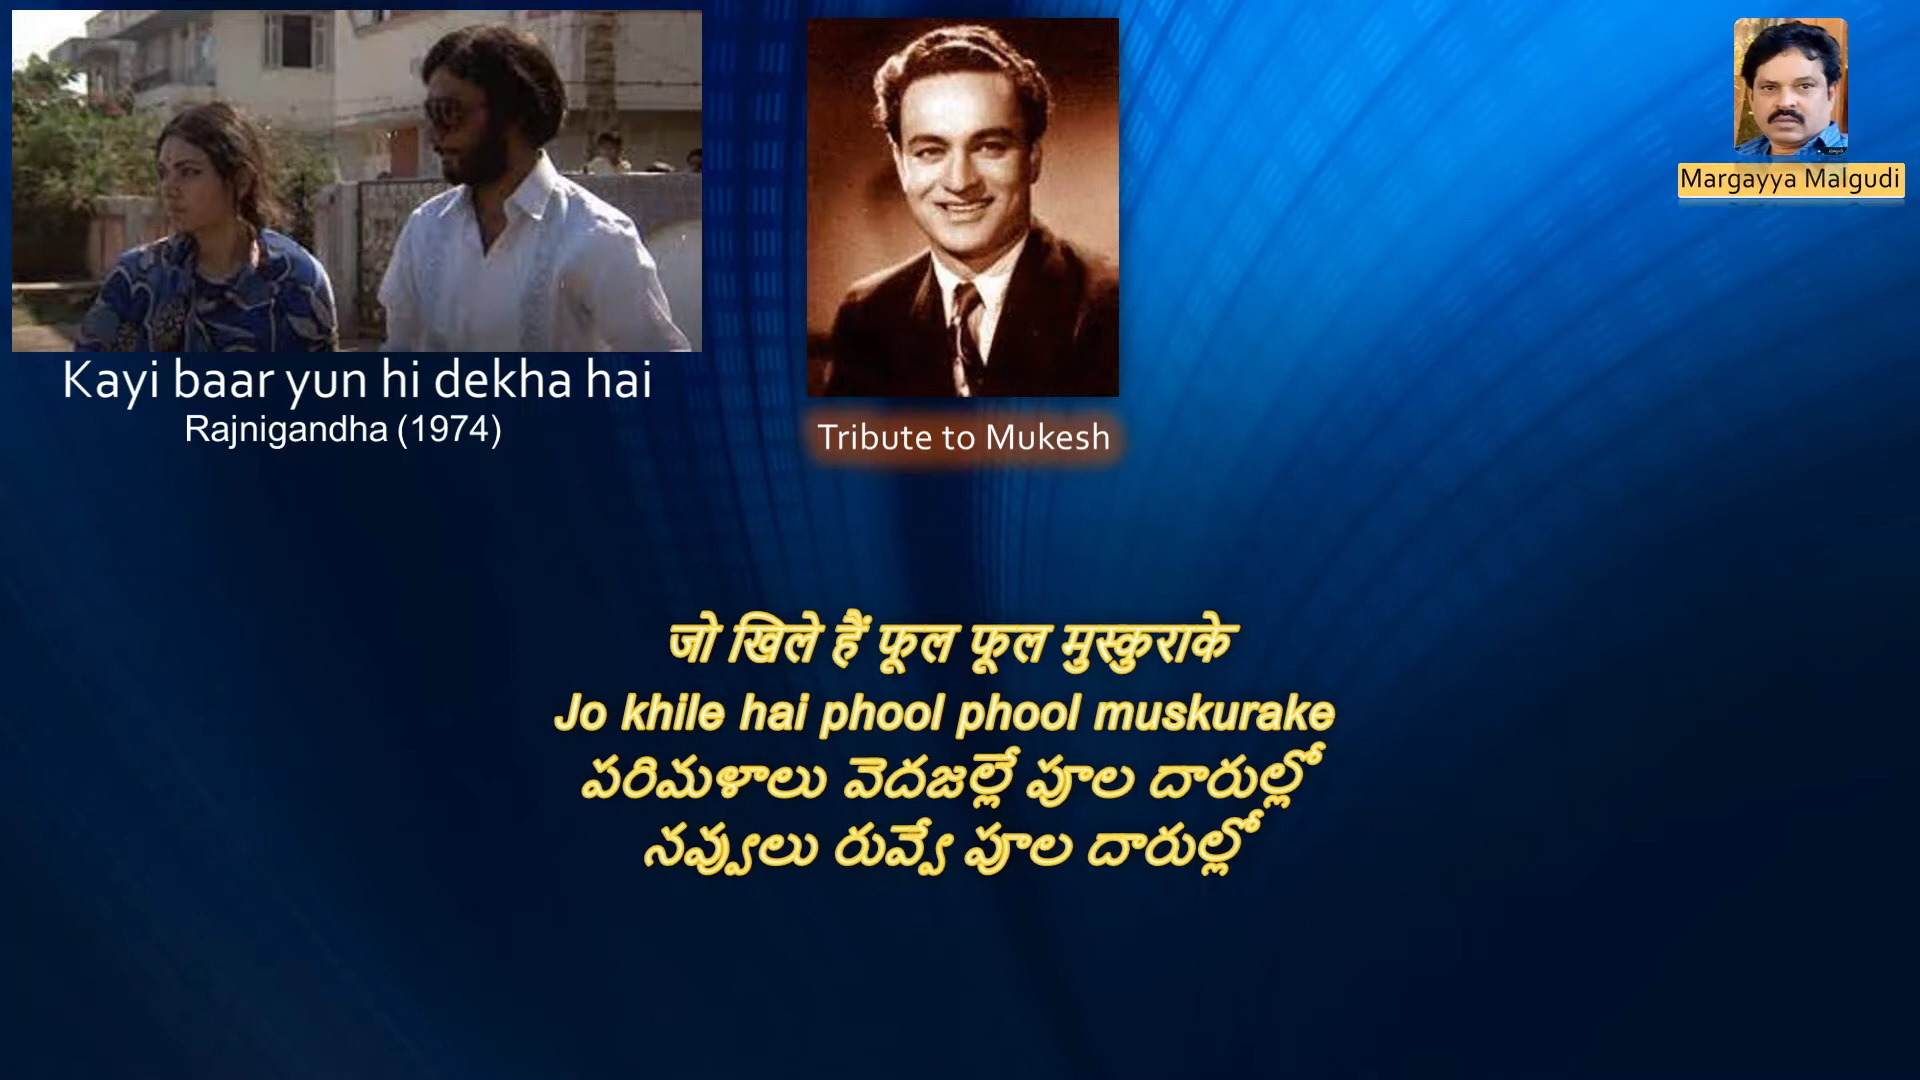 Margayya Malgudi
Kayi baar yun hi dekha hai
Rajnigandha (1974)
Tribute to Mukesh
जो खिले हैं फूल फूल मुस्कुराके
Jo khile hai phool phool muskurake
పరిమళాలు వెదజల్లే పూల దారుల్లో
నవ్వులు రువ్వే పూల దారుల్లో